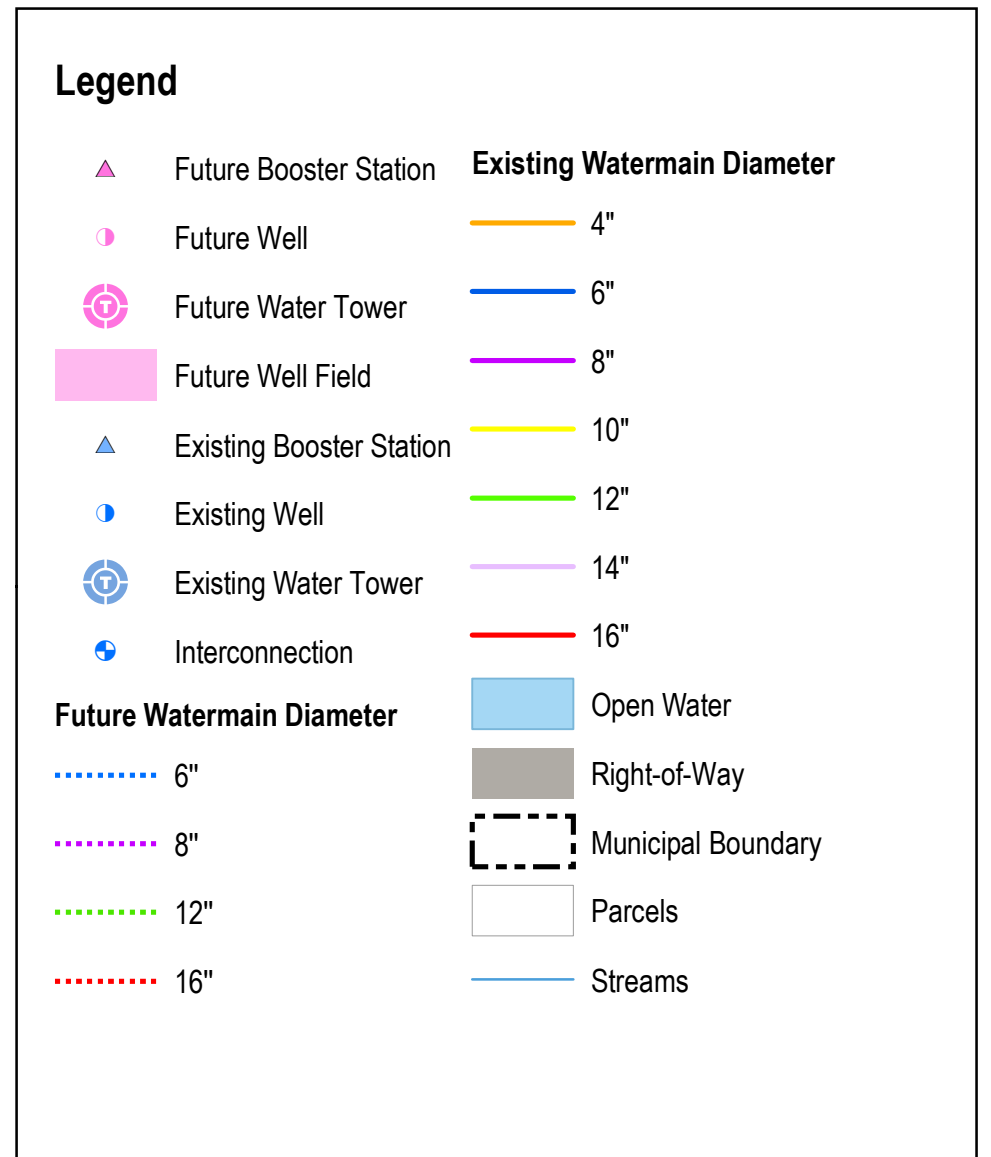 Legend
Future Booster Station
Future Well
T
Future Water Tower
Future Well Field
Existing Booster Station
Existing Well
T
Existing Water Tower
Interconnection
Future Watermain Diameter
6"
8"
12"
16"
Existing Watermain Diameter
4"
6"
8"
10"
12"
14"
16"
Open Water
Right-of-Way
Municipal Boundary
Parcels
Streams